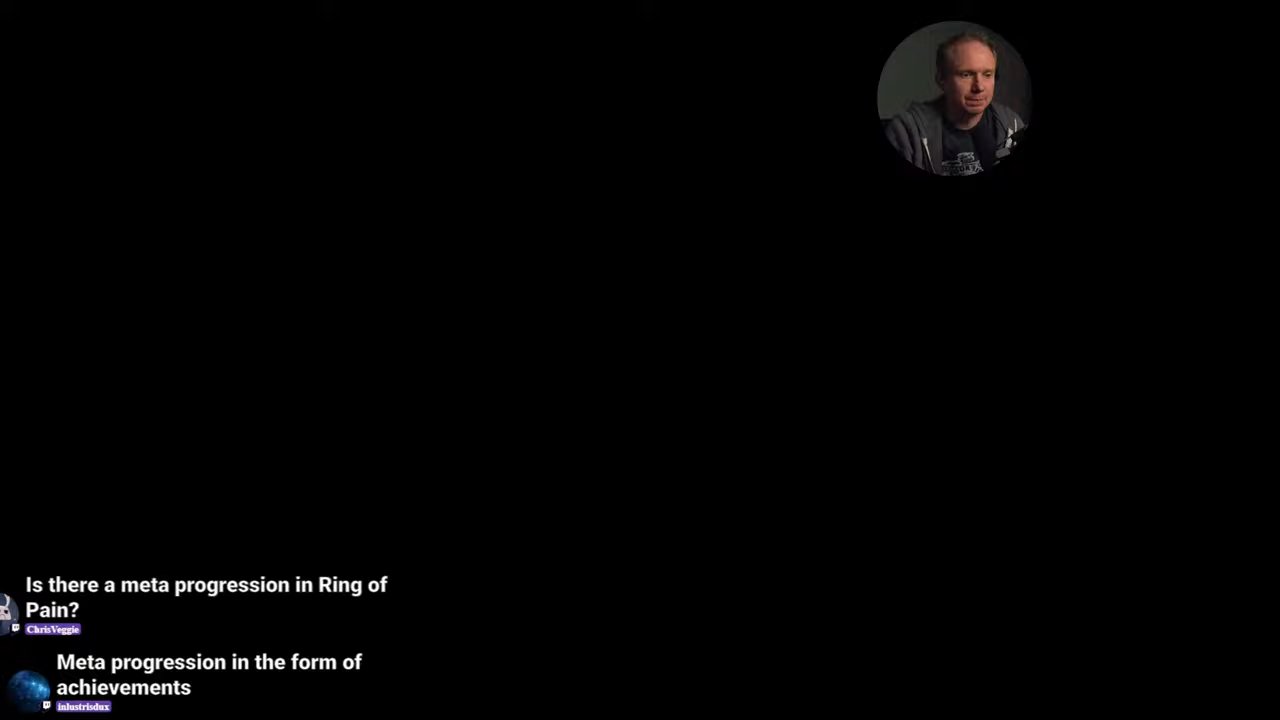 Is there a meta progression in Ring of
Pain?
ChrisVeggie
Meta progression in the form of
achievements
inlustrisdux